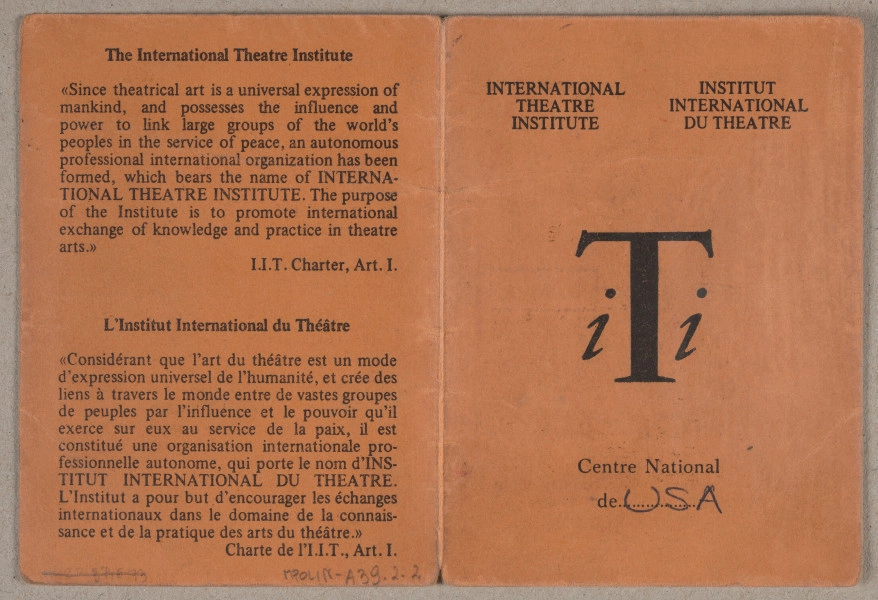 The International Theatre Institute
«Since theatrical art is a universal expression of
mankind, and possesses the influence and
power to link large groups of the world's
peoples in the service of peace, an autonomous
professional international organization has been
formed, which bears the name of INTERNA-
TIONAL THEATRE INSTITUTE. The purpose
of the Institute is to promote international
exchange of knowledge and practice in theatre
arts.»
I.I.T. Charter, Art. I.
L'Institut International du Théâtre
«Considérant que l'art du théâtre est un mode
d'expression universel de l'humanité, et crée des
liens à travers le monde entre de vastes groupes
de peuples par l'influence et le pouvoir qu'il
exerce sur eux au service de la paix, il est
constitué une organisation internationale pro-
fessionnelle autonome, qui porte le nom d'INS-
TITUT INTERNATIONAL DU THEATRE.
L'Institut a pour but d'encourager les échanges
internationaux dans le domaine de la connais-
sance et de la pratique des arts du théâtre.»
Charte de l'I.I.T., Art. I.
A39.2-2
INTERNATIONAL
THEATRE
INSTITUTE
INSTITUT
INTERNATIONAL
DU THEATRE
iTi
Centre National
de USA